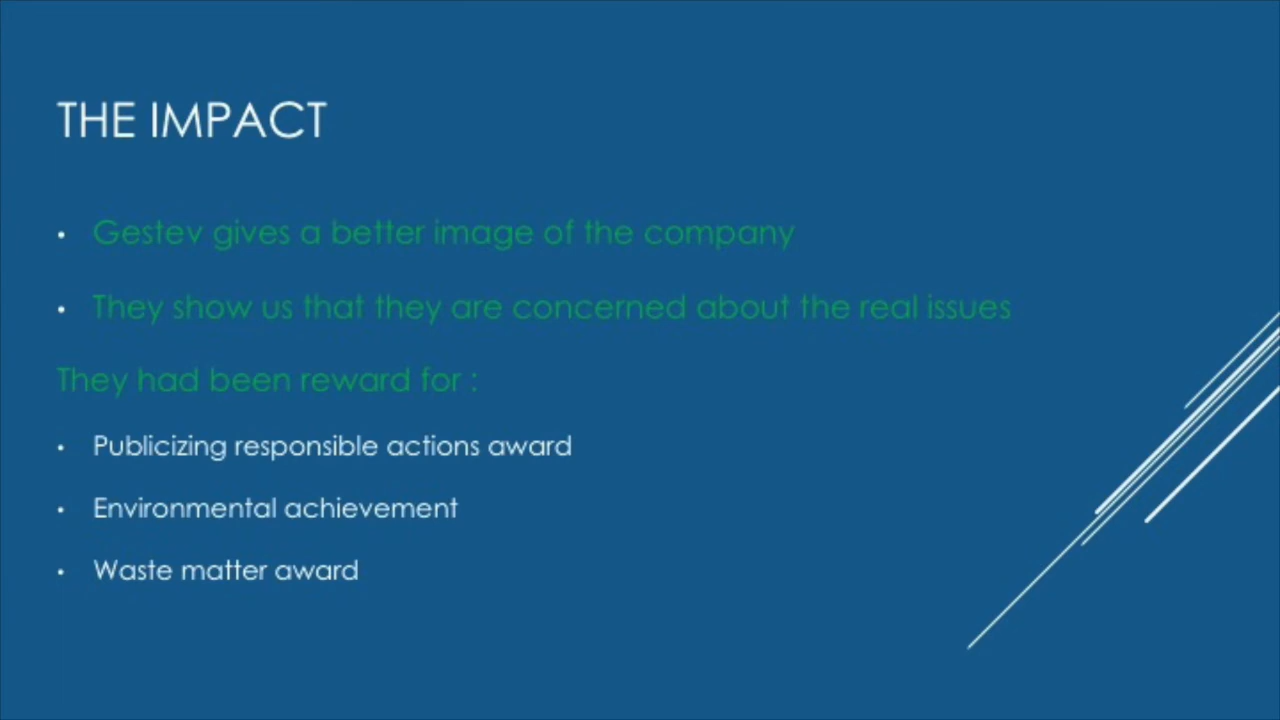 THE IMPACT
• Gestev gives a better image of the company
• They show us that they are concerned about the real issues
They had been reward for :
• Publicizing responsible actions award
• Environmental achievement
• Waste matter award